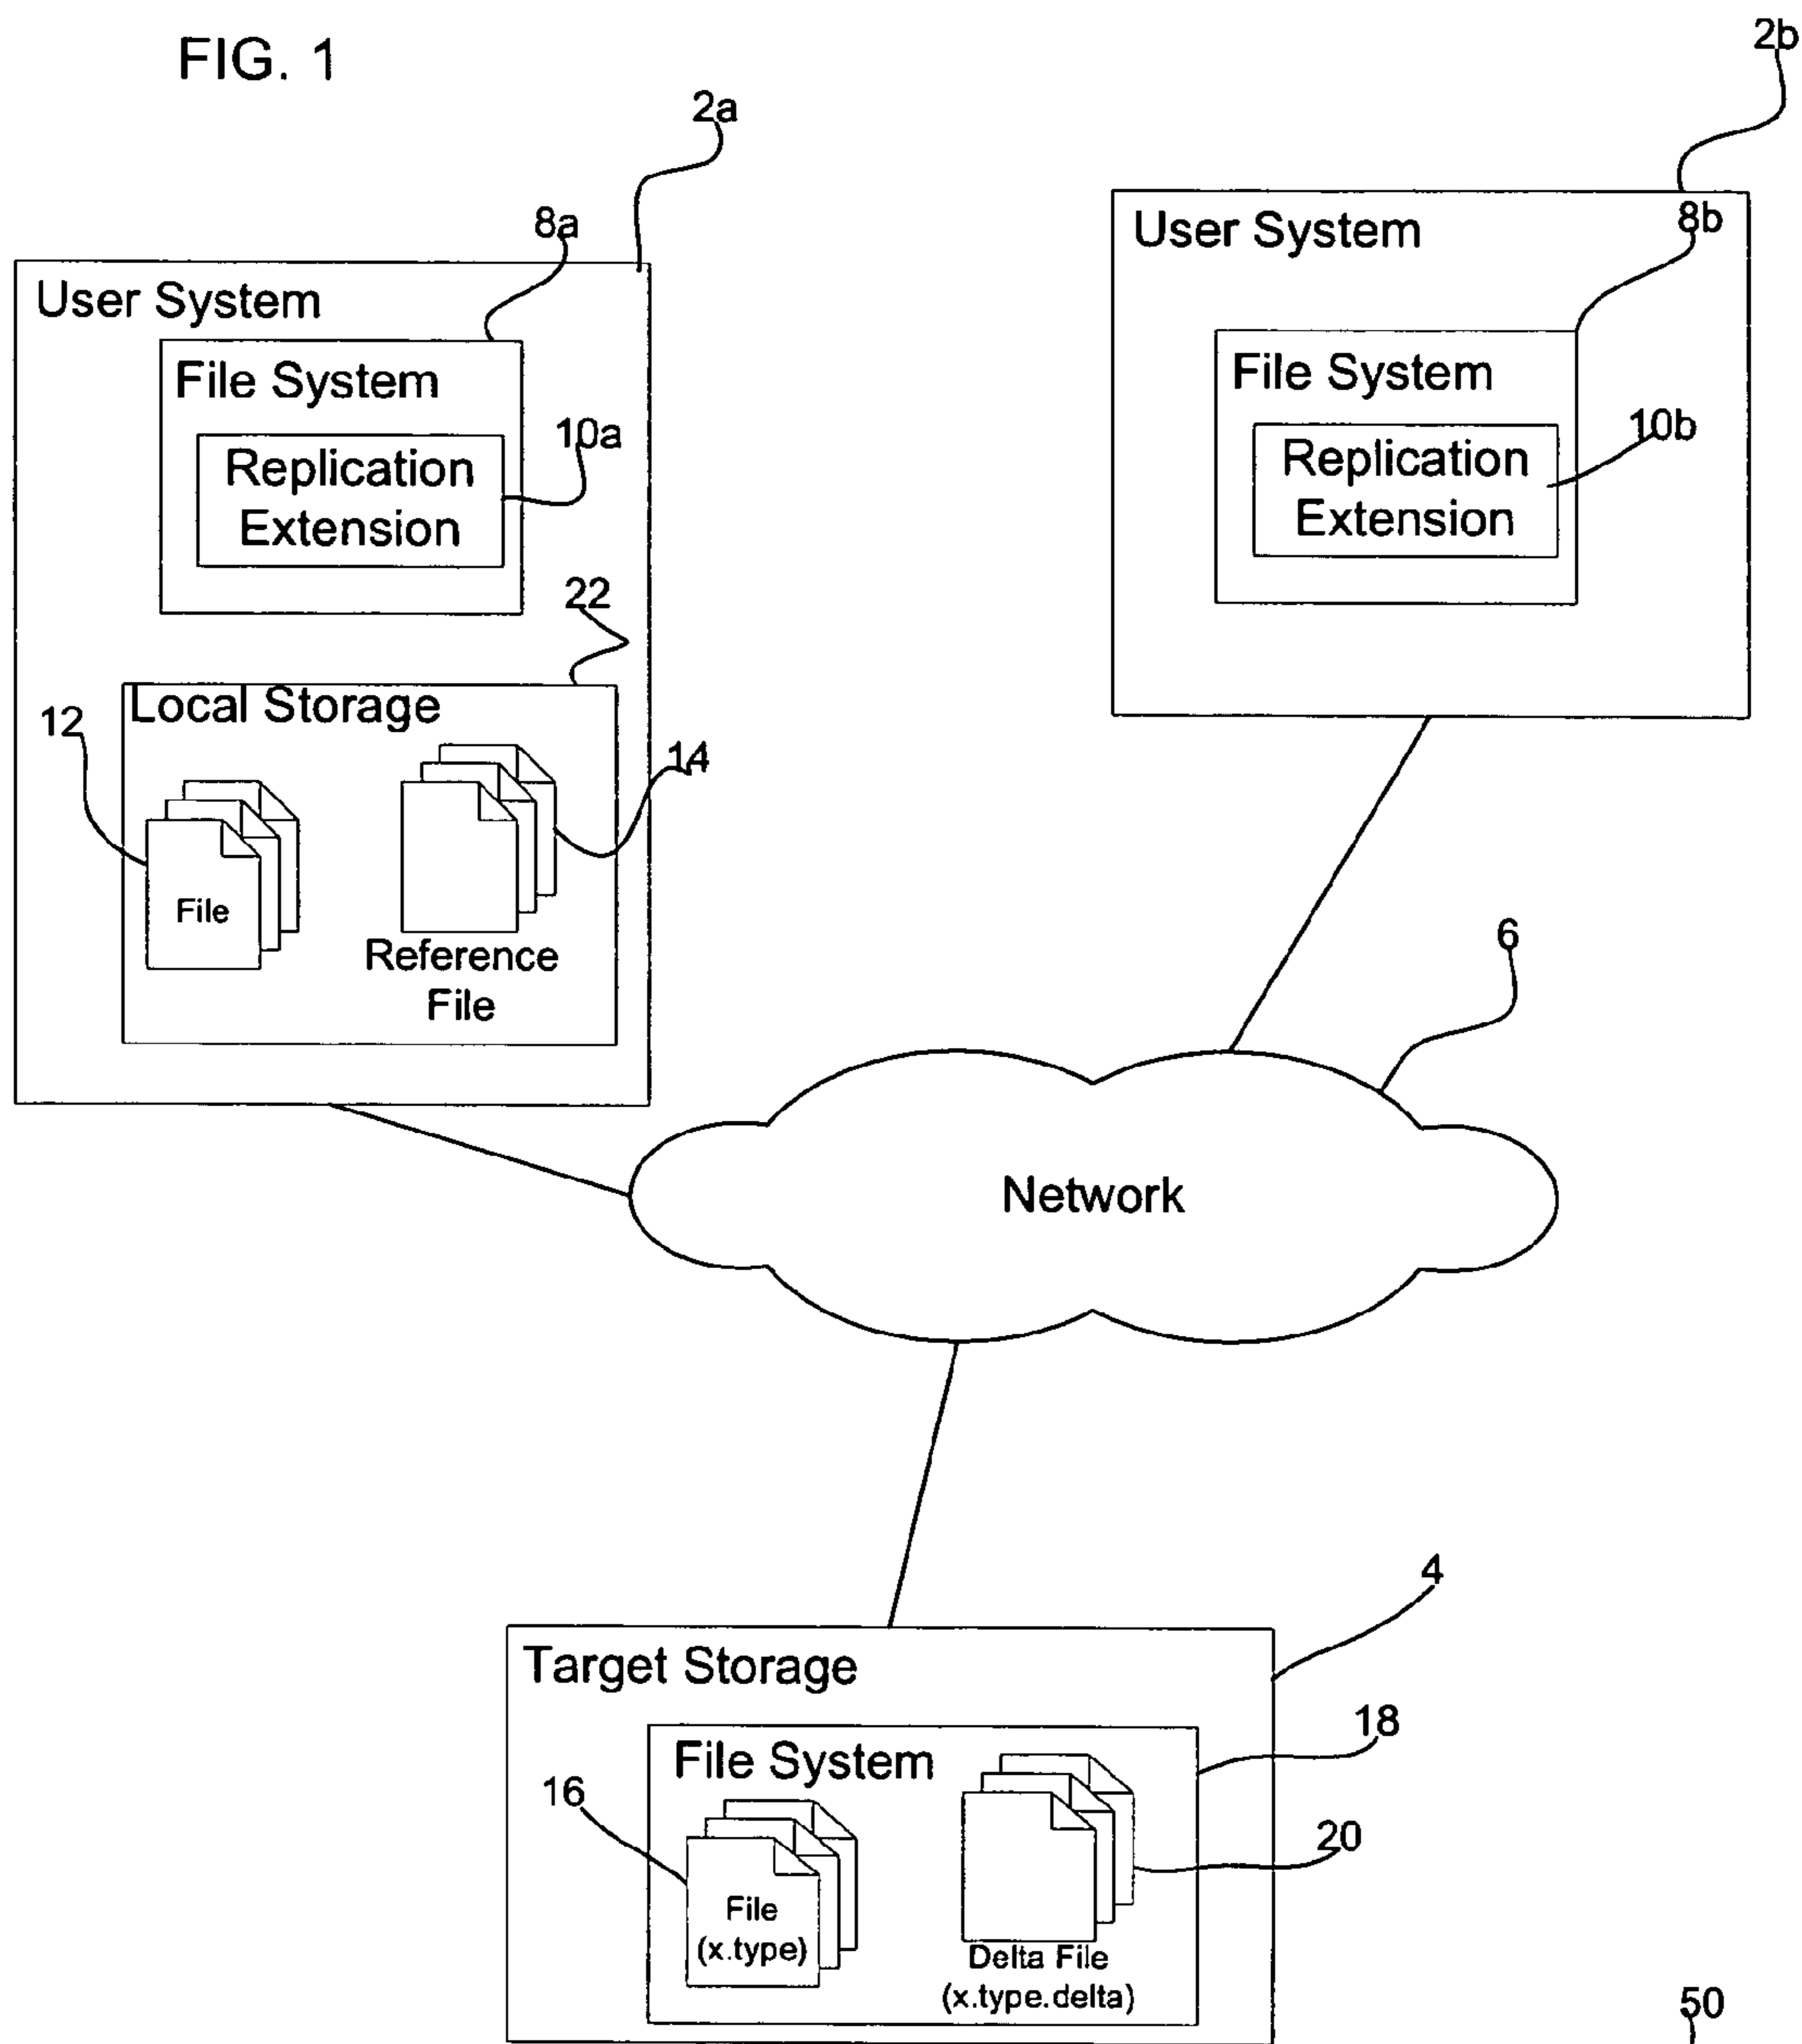 FIG. 1
2b
2a
8a
8b
User System
User System
File System
File System
10a
10b
Replication
Extension
Replication
Extension
22
Local Storage
12
14
File
Reference
File
6
Network
4
Target Storage
18
File System
16
20
File
(x.type)
Delta File
(x.type.delta)
50